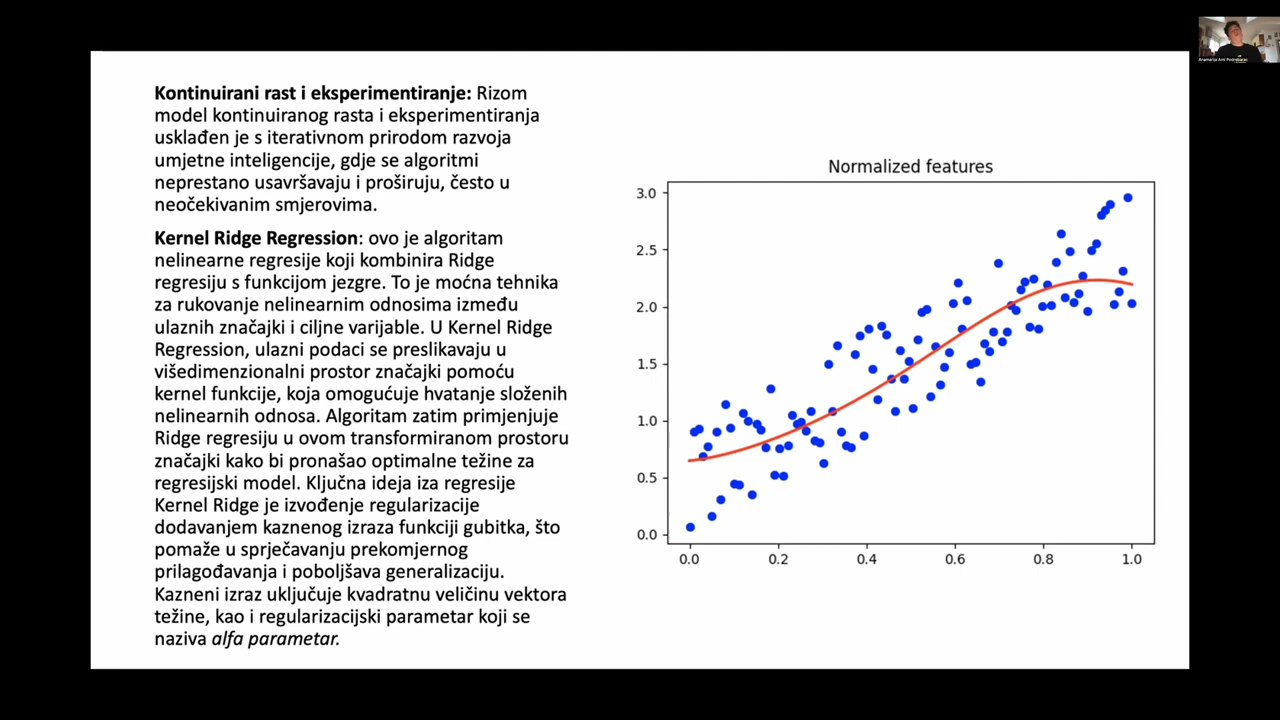 Kontinuirani rast i eksperimentiranje: Rizom
model kontinuiranog rasta i eksperimentiranja
usklađen je s iterativnom prirodom razvoja
umjetne inteligencije, gdje se algoritmi
neprestano usavršavaju i proširuju, često u
neočekivanim smjerovima.
Kernel Ridge Regression: ovo je algoritam
nelinearne regresije koji kombinira Ridge
regresiju s funkcijom jezgre. To je moćna tehnika
za rukovanje nelinearnim odnosima između
ulaznih značajki i ciljne varijable. U Kernel Ridge
Regression, ulazni podaci se preslikavaju u
višedimenzionalni prostor značajki pomoću
kernel funkcije, koja omogućuje hvatanje složenih
nelinearnih odnosa. Algoritam zatim primjenjuje
Ridge regresiju u ovom transformiranom prostoru
značajki kako bi pronašao optimalne težine za
regresijski model. Ključna ideja iza regresije
Kernel Ridge je izvođenje regularizacije
dodavanjem kaznenog izraza funkciji gubitka, što
pomaže u sprječavanju prekomjernog
prilagođavanja i poboljšava generalizaciju.
Kazneni izraz uključuje kvadratnu veličinu vektora
težine, kao i regularizacijski parametar koji se
naziva alfa parametar.
Normalized features
3.0
2.5
2.0
1.5
1.0
0.5
0.0
0.0 0.2 0.4 0.6 0.8 1.0